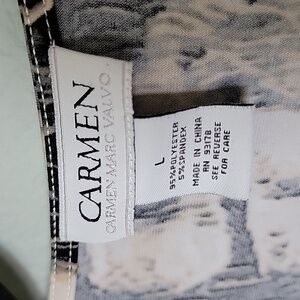 CARMEN
CARMEN MARC VALVO
L
95%POLYESTER
5%SPANDEX
MADE IN CHINA
RN 93178
SEE REVERSE
FOR CARE